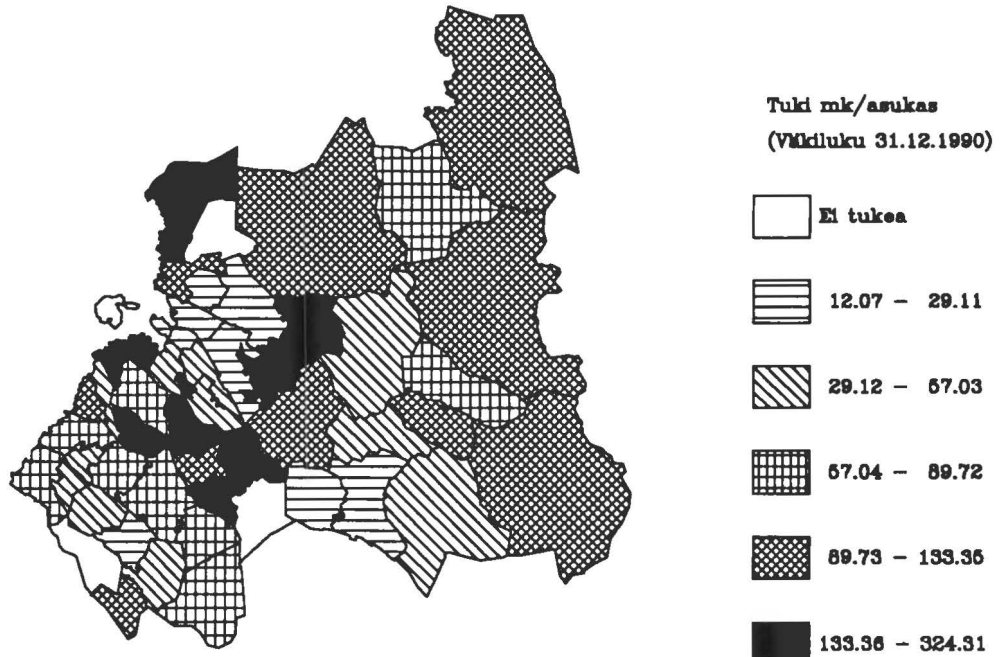 Tuki mk/asukas
(Väkiluku 31.12.1990)
Ei tukea
12.07 - 29.11
29.12 - 57.03
57.04 - 89.72
89.73 - 133.35
133.36 - 324.31